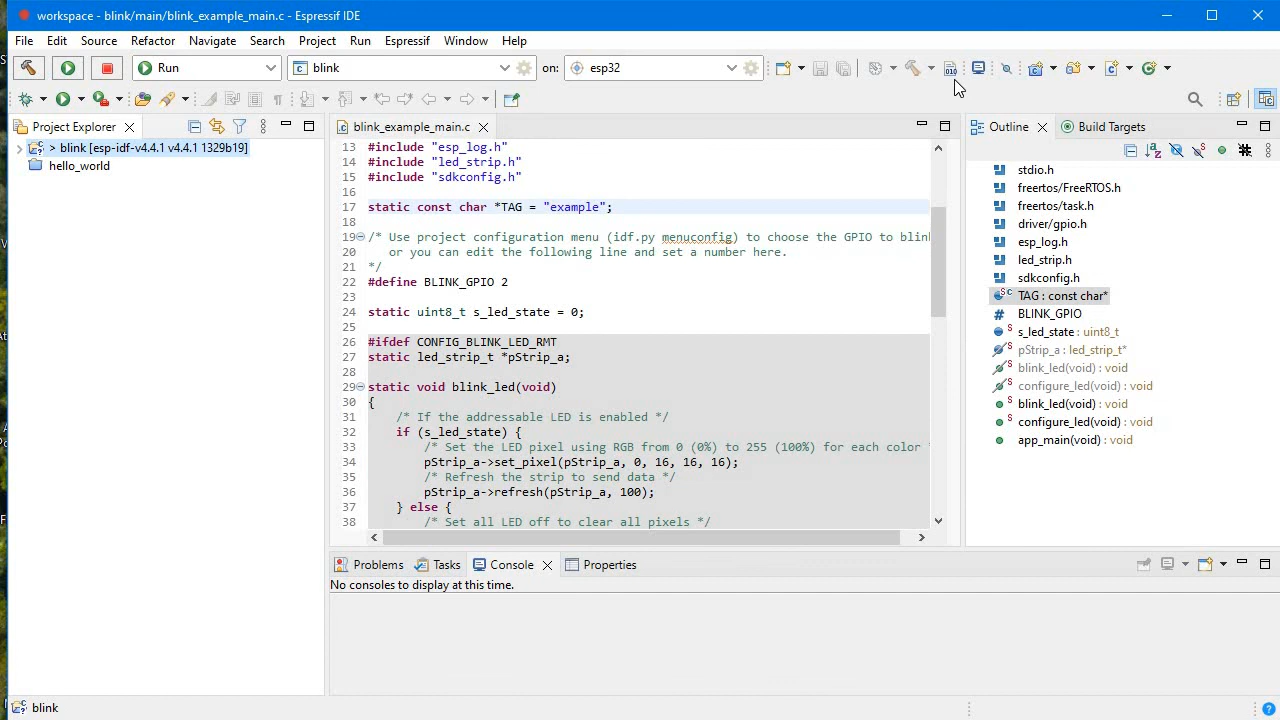 workspace - blink/main/blink_example_main.c - Espressif IDE
File Edit Source Refactor Navigate Search Project Run Espressif Window Help
Run blink on: esp32
Project Explorer
> blink [esp-idf-v4.4.1 v4.4.1 1329b19]
hello_world
blink_example_main.c
13 #include "esp_log.h"
14 #include "led_strip.h"
15 #include "sdkconfig.h"
16
17 static const char *TAG = "example";
18
19 /* Use project configuration menu (idf.py menuconfig) to choose the GPIO to blin
20 or you can edit the following line and set a number here.
21 */
22 #define BLINK_GPIO 2
23
24 static uint8_t s_led_state = 0;
25
26 #ifdef CONFIG_BLINK_LED_RMT
27 static led_strip_t *pStrip_a;
28
29 static void blink_led(void)
30 {
31 /* If the addressable LED is enabled */
32 if (s_led_state) {
33 /* Set the LED pixel using RGB from 0 (0%) to 255 (100%) for each color
34 pStrip_a->set_pixel(pStrip_a, 0, 16, 16, 16);
35 /* Refresh the strip to send data */
36 pStrip_a->refresh(pStrip_a, 100);
37 } else {
38 /* Set all LED off to clear all pixels */
Outline Build Targets
stdio.h
freertos/FreeRTOS.h
freertos/task.h
driver/gpio.h
esp_log.h
led_strip.h
sdkconfig.h
TAG : const char*
BLINK_GPIO
s_led_state : uint8_t
pStrip_a : led_strip_t*
blink_led(void) : void
configure_led(void) : void
blink_led(void) : void
configure_led(void) : void
app_main(void) : void
Problems Tasks Console Properties
No consoles to display at this time.
blink